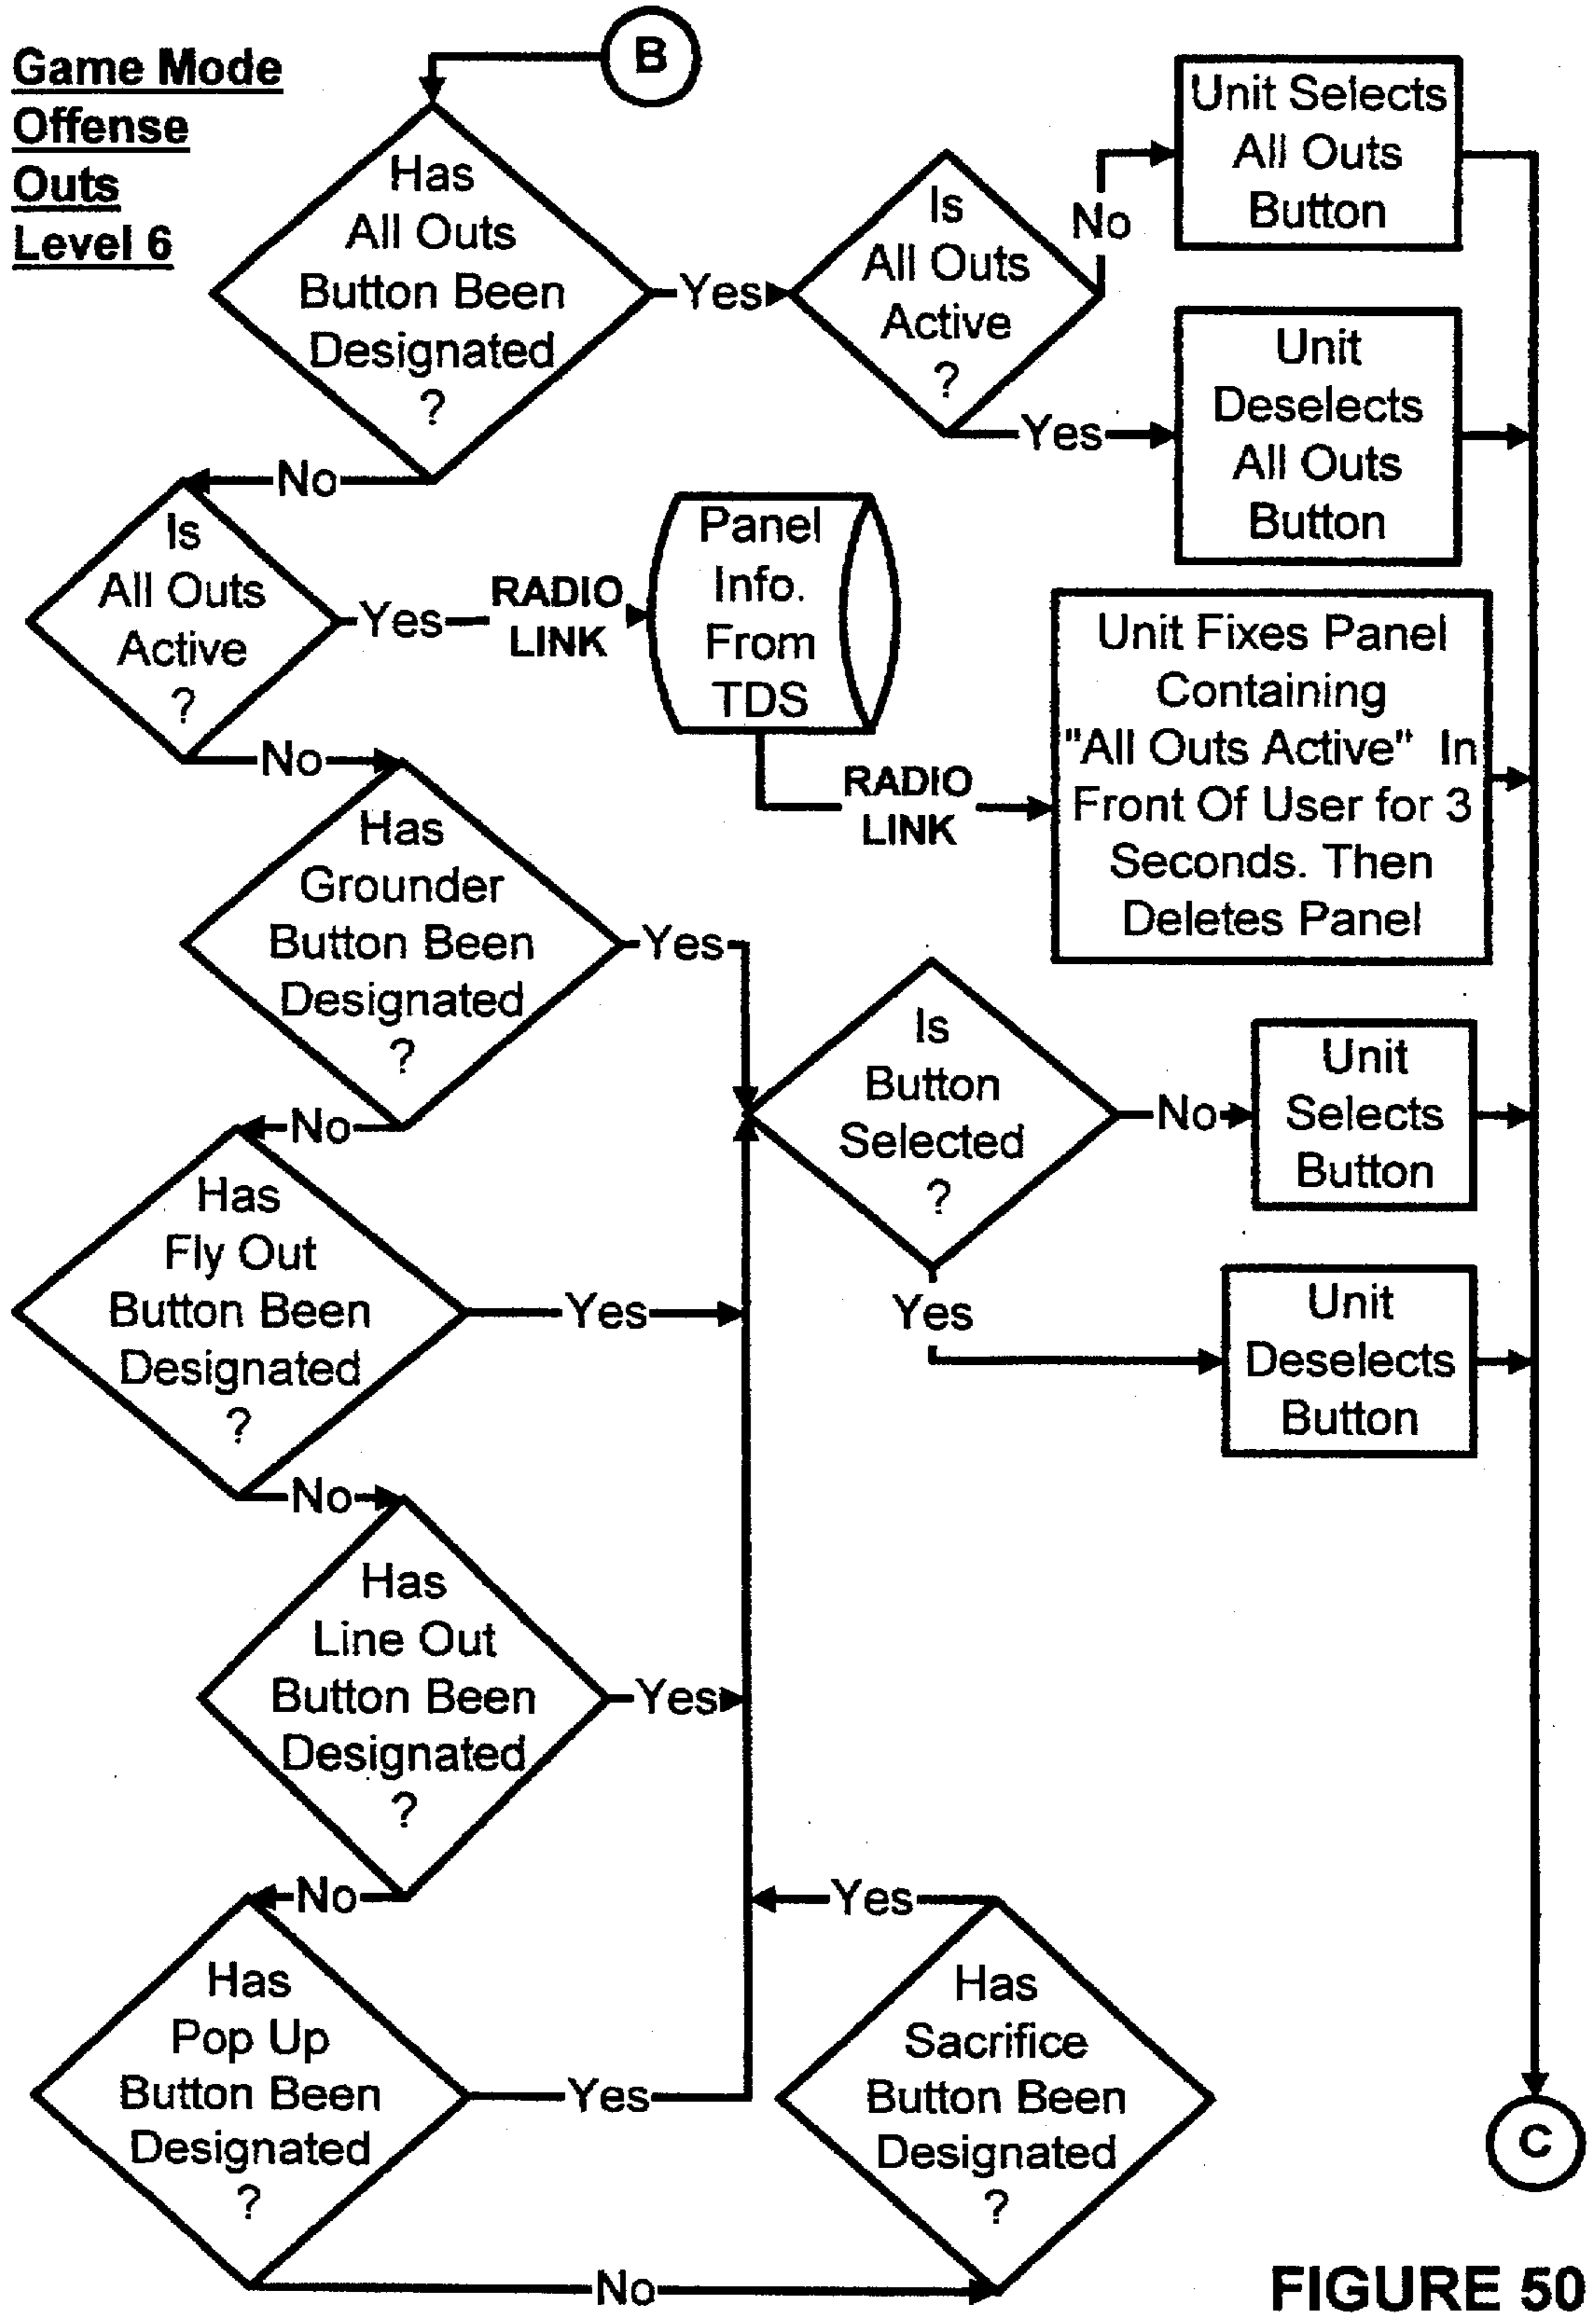 Game Mode
Offense
Outs
Level 6
B
Has
All Outs
Button Been
Designated
?
Yes
Is
All Outs
Active
?
No
Unit Selects
All Outs
Button
Yes
Unit
Deselects
All Outs
Button
No
Is
All Outs
Active
?
Yes
RADIO
LINK
Panel
Info.
From
TDS
RADIO
LINK
Unit Fixes Panel
Containing
"All Outs Active" In
Front Of User for 3
Seconds. Then
Deletes Panel
No
Has
Grounder
Button Been
Designated
?
Yes
Is
Button
Selected
?
No
Unit
Selects
Button
Yes
Unit
Deselects
Button
No
Has
Fly Out
Button Been
Designated
?
Yes
No
Has
Line Out
Button Been
Designated
?
Yes
No
Has
Pop Up
Button Been
Designated
?
Yes
No
Has
Sacrifice
Button Been
Designated
?
Yes
C
FIGURE 50